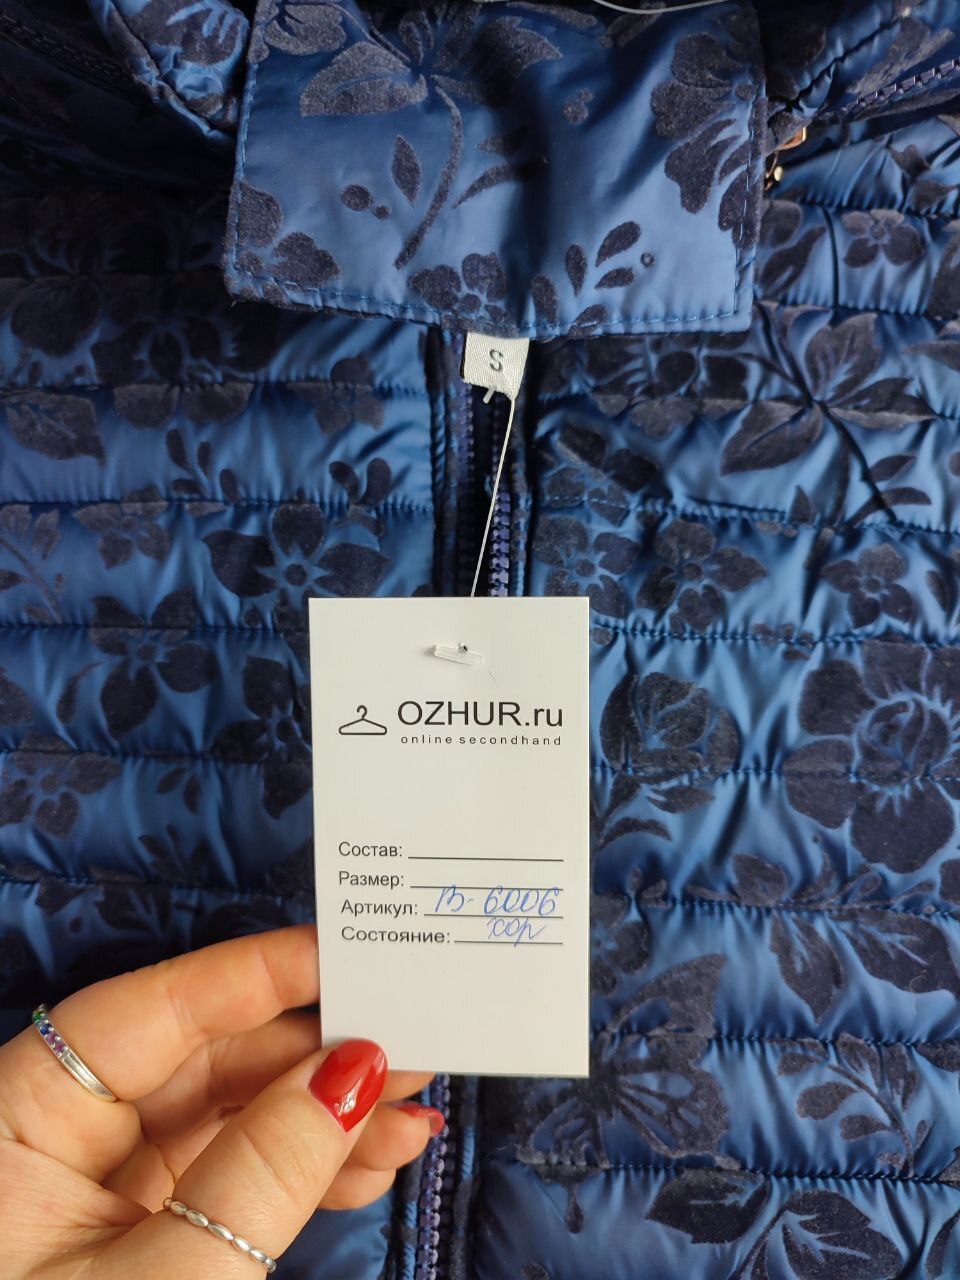 S
OZHUR.ru
online secondhand
Состав:
Размер:
Артикул: В-6006
Состояние: хор